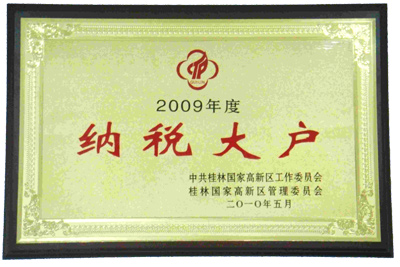 2009年度
纳税大户
中共桂林国家高新区工作委员会
桂林国家高新区管理委员会
二〇一〇年五月